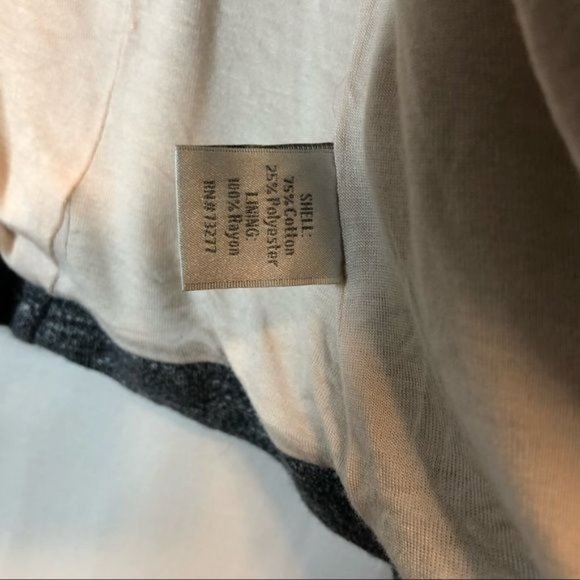 SHELL:
75% Cotton
25% Polyester
LINING:
100% Rayon
RN# 73277